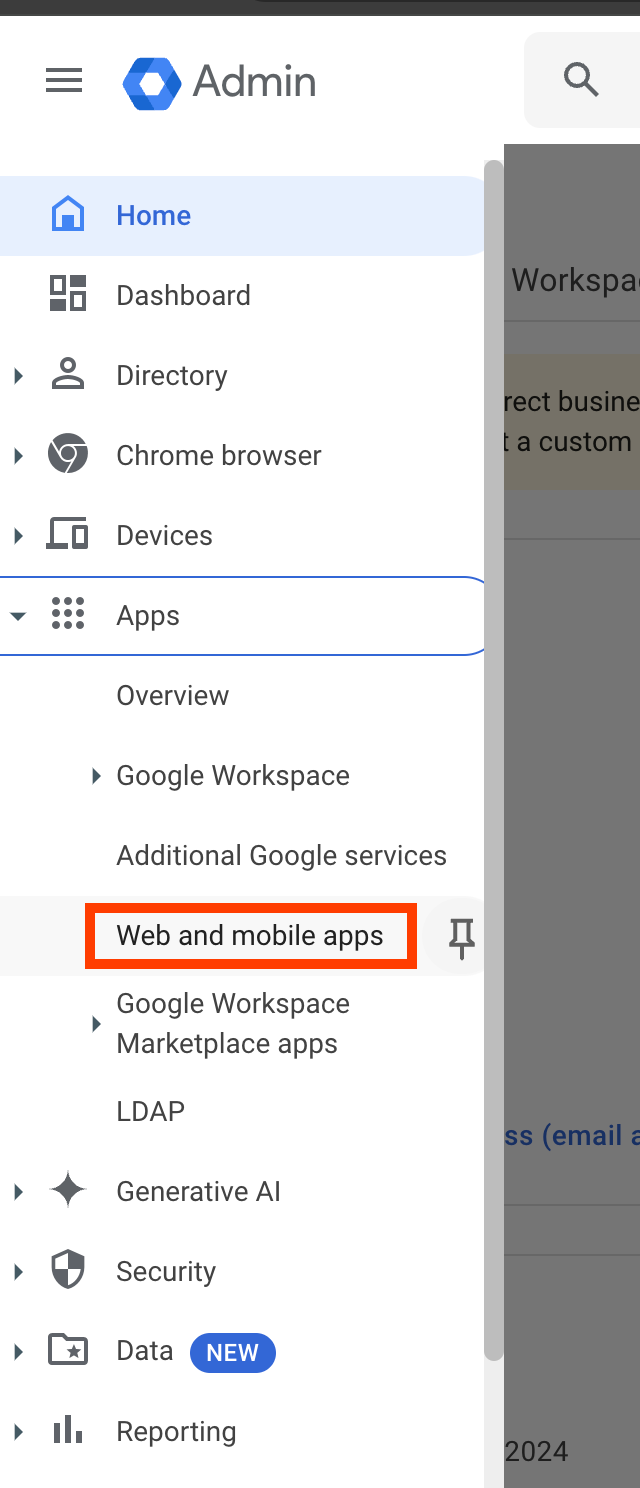 Admin
Home
Dashboard
Directory
Chrome browser
Devices
Apps
Overview
Google Workspace
Additional Google services
Web and mobile apps
Google Workspace
Marketplace apps
LDAP
Generative AI
Security
Data NEW
Reporting
Workspa
rect busine
t a custom
ss (email a
2024